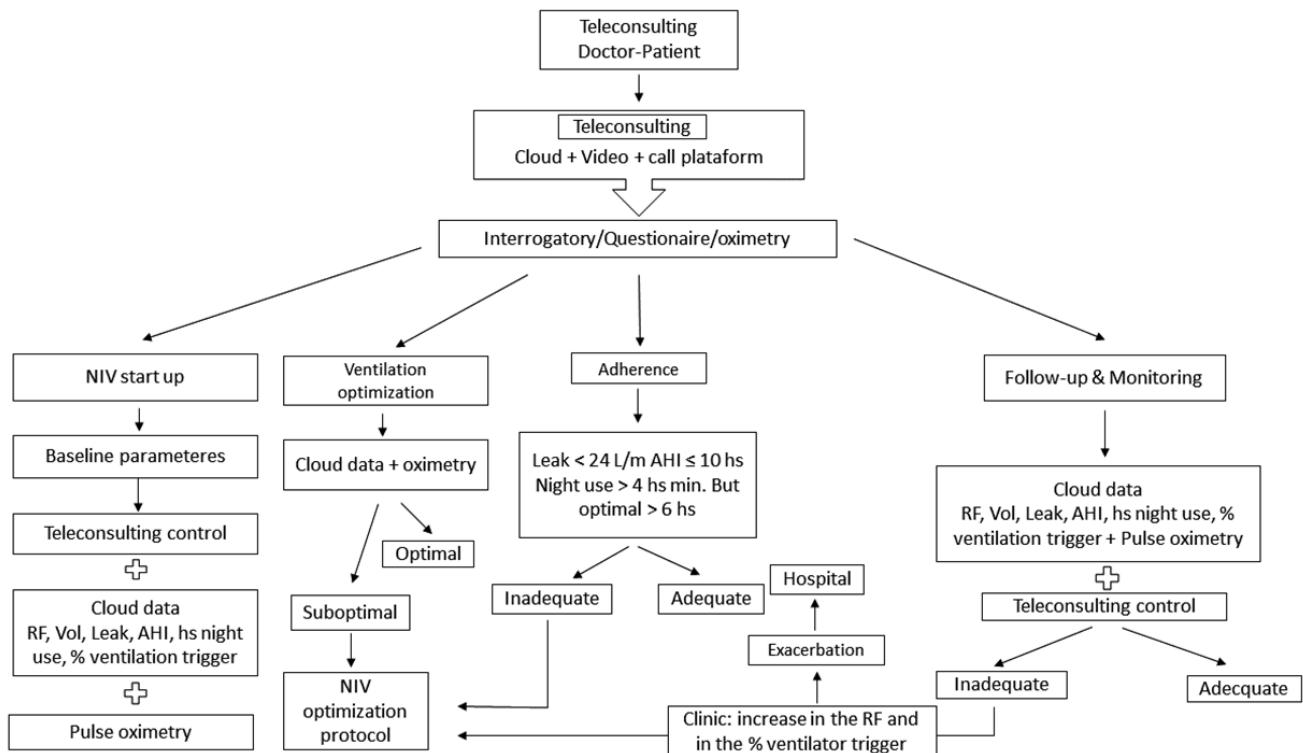 Teleconsulting
Doctor-Patient
Teleconsulting
Cloud + Video + call plataform
Interrogatory/Questionaire/oximetry
NIV start up
Baseline parameteres
Teleconsulting control
Cloud data
RF, Vol, Leak, AHI, hs night
use, % ventilation trigger
Pulse oximetry
Ventilation
optimization
Cloud data + oximetry
Optimal
Suboptimal
NIV
optimization
protocol
Adherence
Leak < 24 L/m AHI ≤ 10 hs
Night use > 4 hs min. But
optimal > 6 hs
Inadequate
Adequate
Follow-up & Monitoring
Cloud data
RF, Vol, Leak, AHI, hs night use, %
ventilation trigger + Pulse oximetry
Teleconsulting control
Inadequate
Adecquate
Hospital
Exacerbation
Clinic: increase in the RF and
in the % ventilator trigger